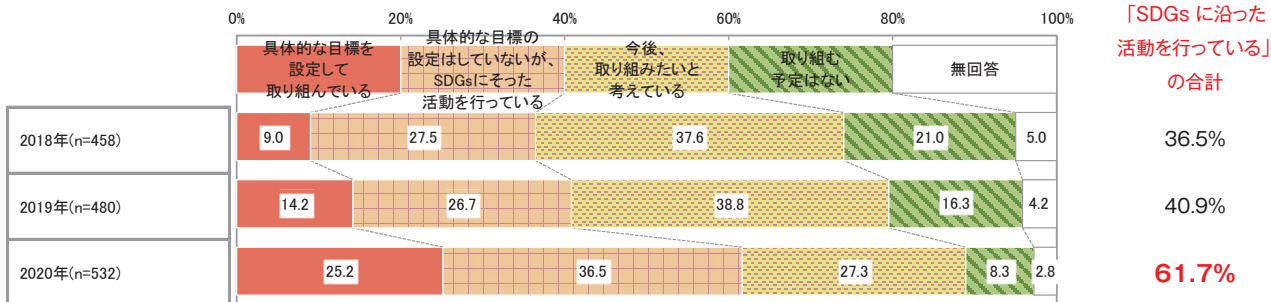 0% 20% 40% 60% 80% 100%
「SDGs に沿った
活動を行っている」
の合計
具体的な目標を
設定して
取り組んでいる
具体的な目標の
設定はしていないが、
SDGsにそった
活動を行っている
今後、
取り組みたいと
考えている
取り組む
予定はない
無回答
2018年(n=458) 9.0 27.5 37.6 21.0 5.0 36.5%
2019年(n=480) 14.2 26.7 38.8 16.3 4.2 40.9%
2020年(n=532) 25.2 36.5 27.3 8.3 2.8 61.7%